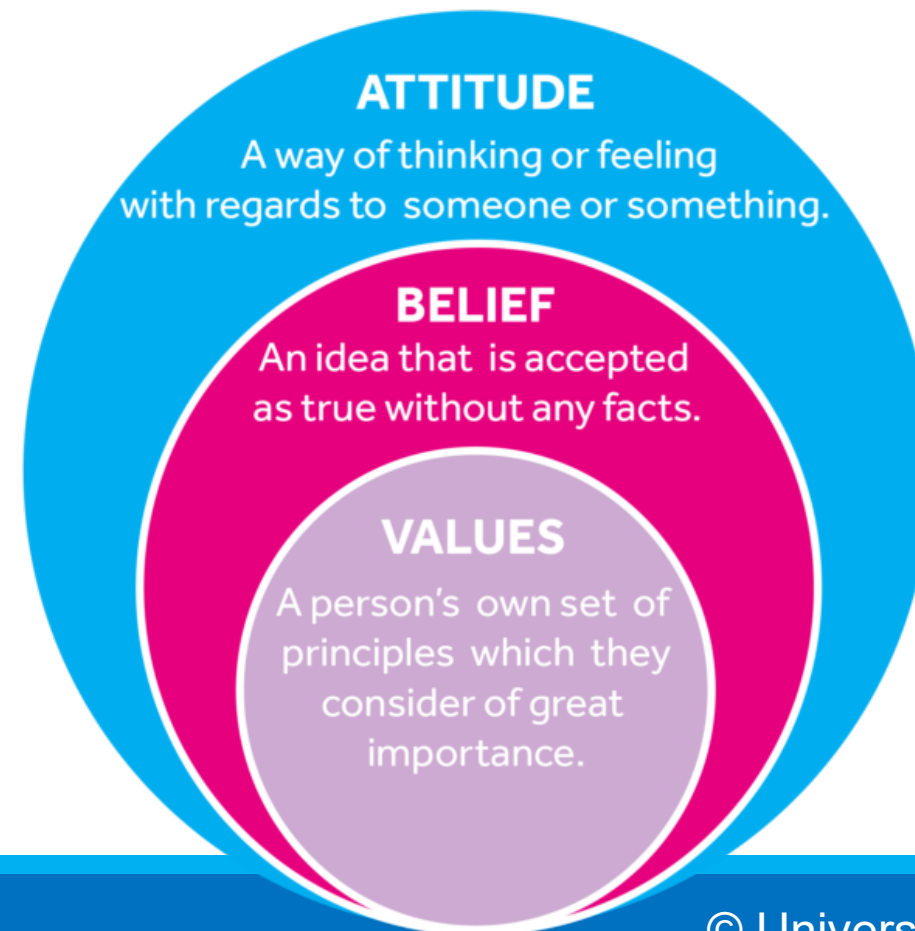 ATTITUDE
A way of thinking or feeling
with regards to someone or something.
BELIEF
An idea that is accepted
as true without any facts.
VALUES
A person's own set of
principles which they
consider of great
importance.
©